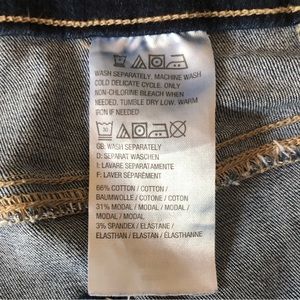 WASH SEPARATELY. MACHINE WASH
COLD DELICATE CYCLE. ONLY
NON-CHLORINE BLEACH WHEN
NEEDED. TUMBLE DRY LOW. WARM
IRON IF NEEDED
30
GB: WASH SEPARATELY
D: SEPARAT WASCHEN
I: LAVARE SEPARATAMENTE
F: LAVER SÉPARÉMENT
66% COTTON / COTTON /
BAUMWOLLE / COTONE / COTON
31% MODAL / MODAL / MODAL / MODAL
3% SPANDEX / ELASTANE /
ELASTHAN / ELASTAN / ÉLASTHANNE